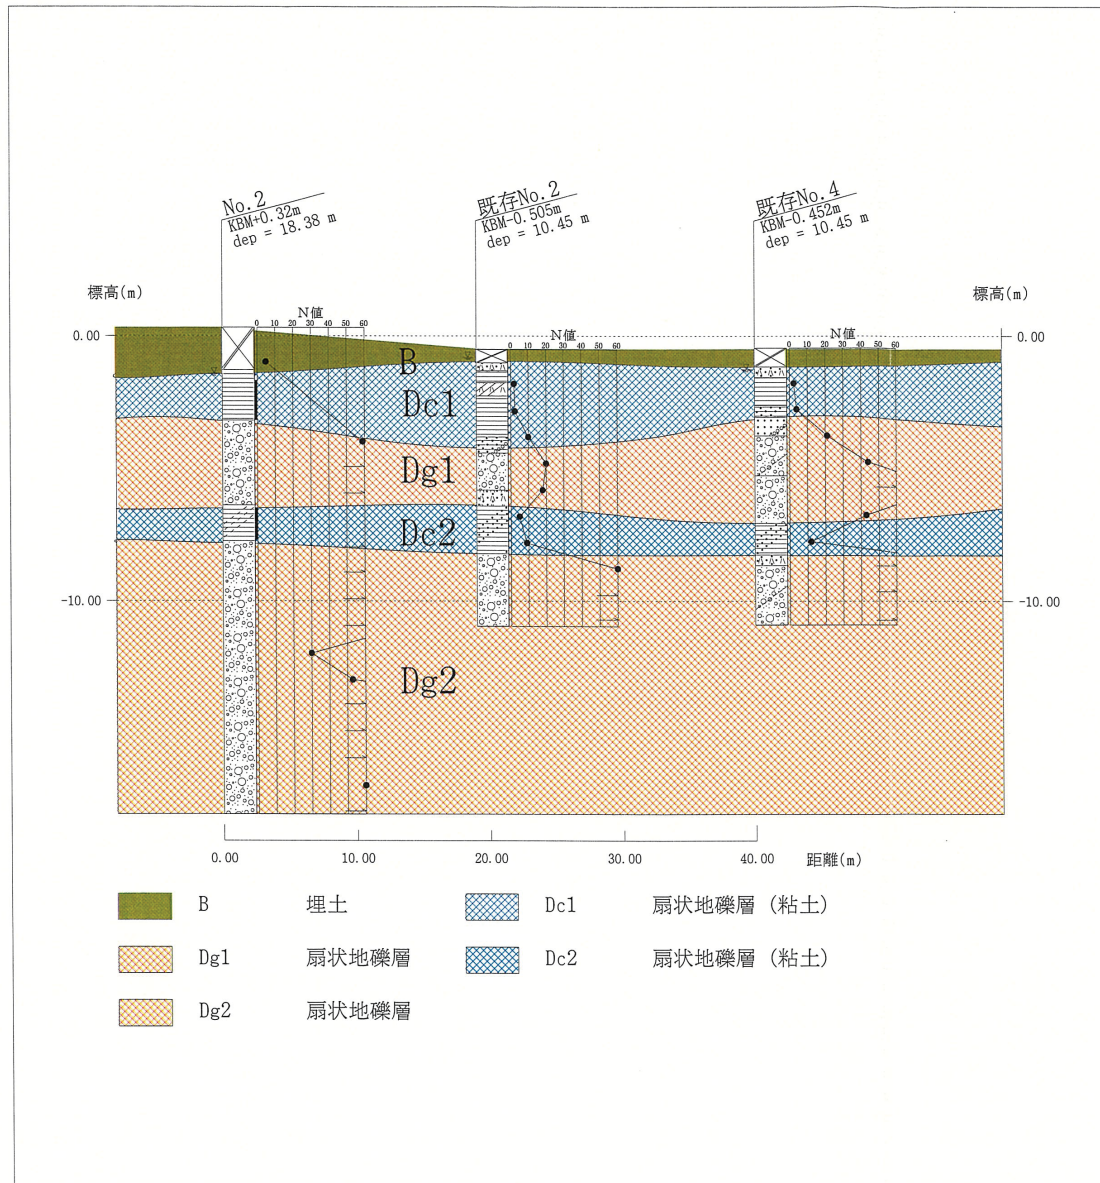 No.2
KBM+0.32m
dep = 18.38 m
既存No.2
KBM-0.505m
dep = 10.45 m
既存No.4
KBM-0.452m
dep = 10.45 m
標高(m)
標高(m)
N値
0 10 20 30 40 50 60
N値
0 10 20 30 40 50 60
N値
0 10 20 30 40 50 60
0.00
0.00
B
Dc1
Dg1
Dc2
-10.00
-10.00
Dg2
0.00 10.00 20.00 30.00 40.00 距離(m)
B 埋土 Dc1 扇状地礫層 (粘土)
Dg1 扇状地礫層 Dc2 扇状地礫層 (粘土)
Dg2 扇状地礫層